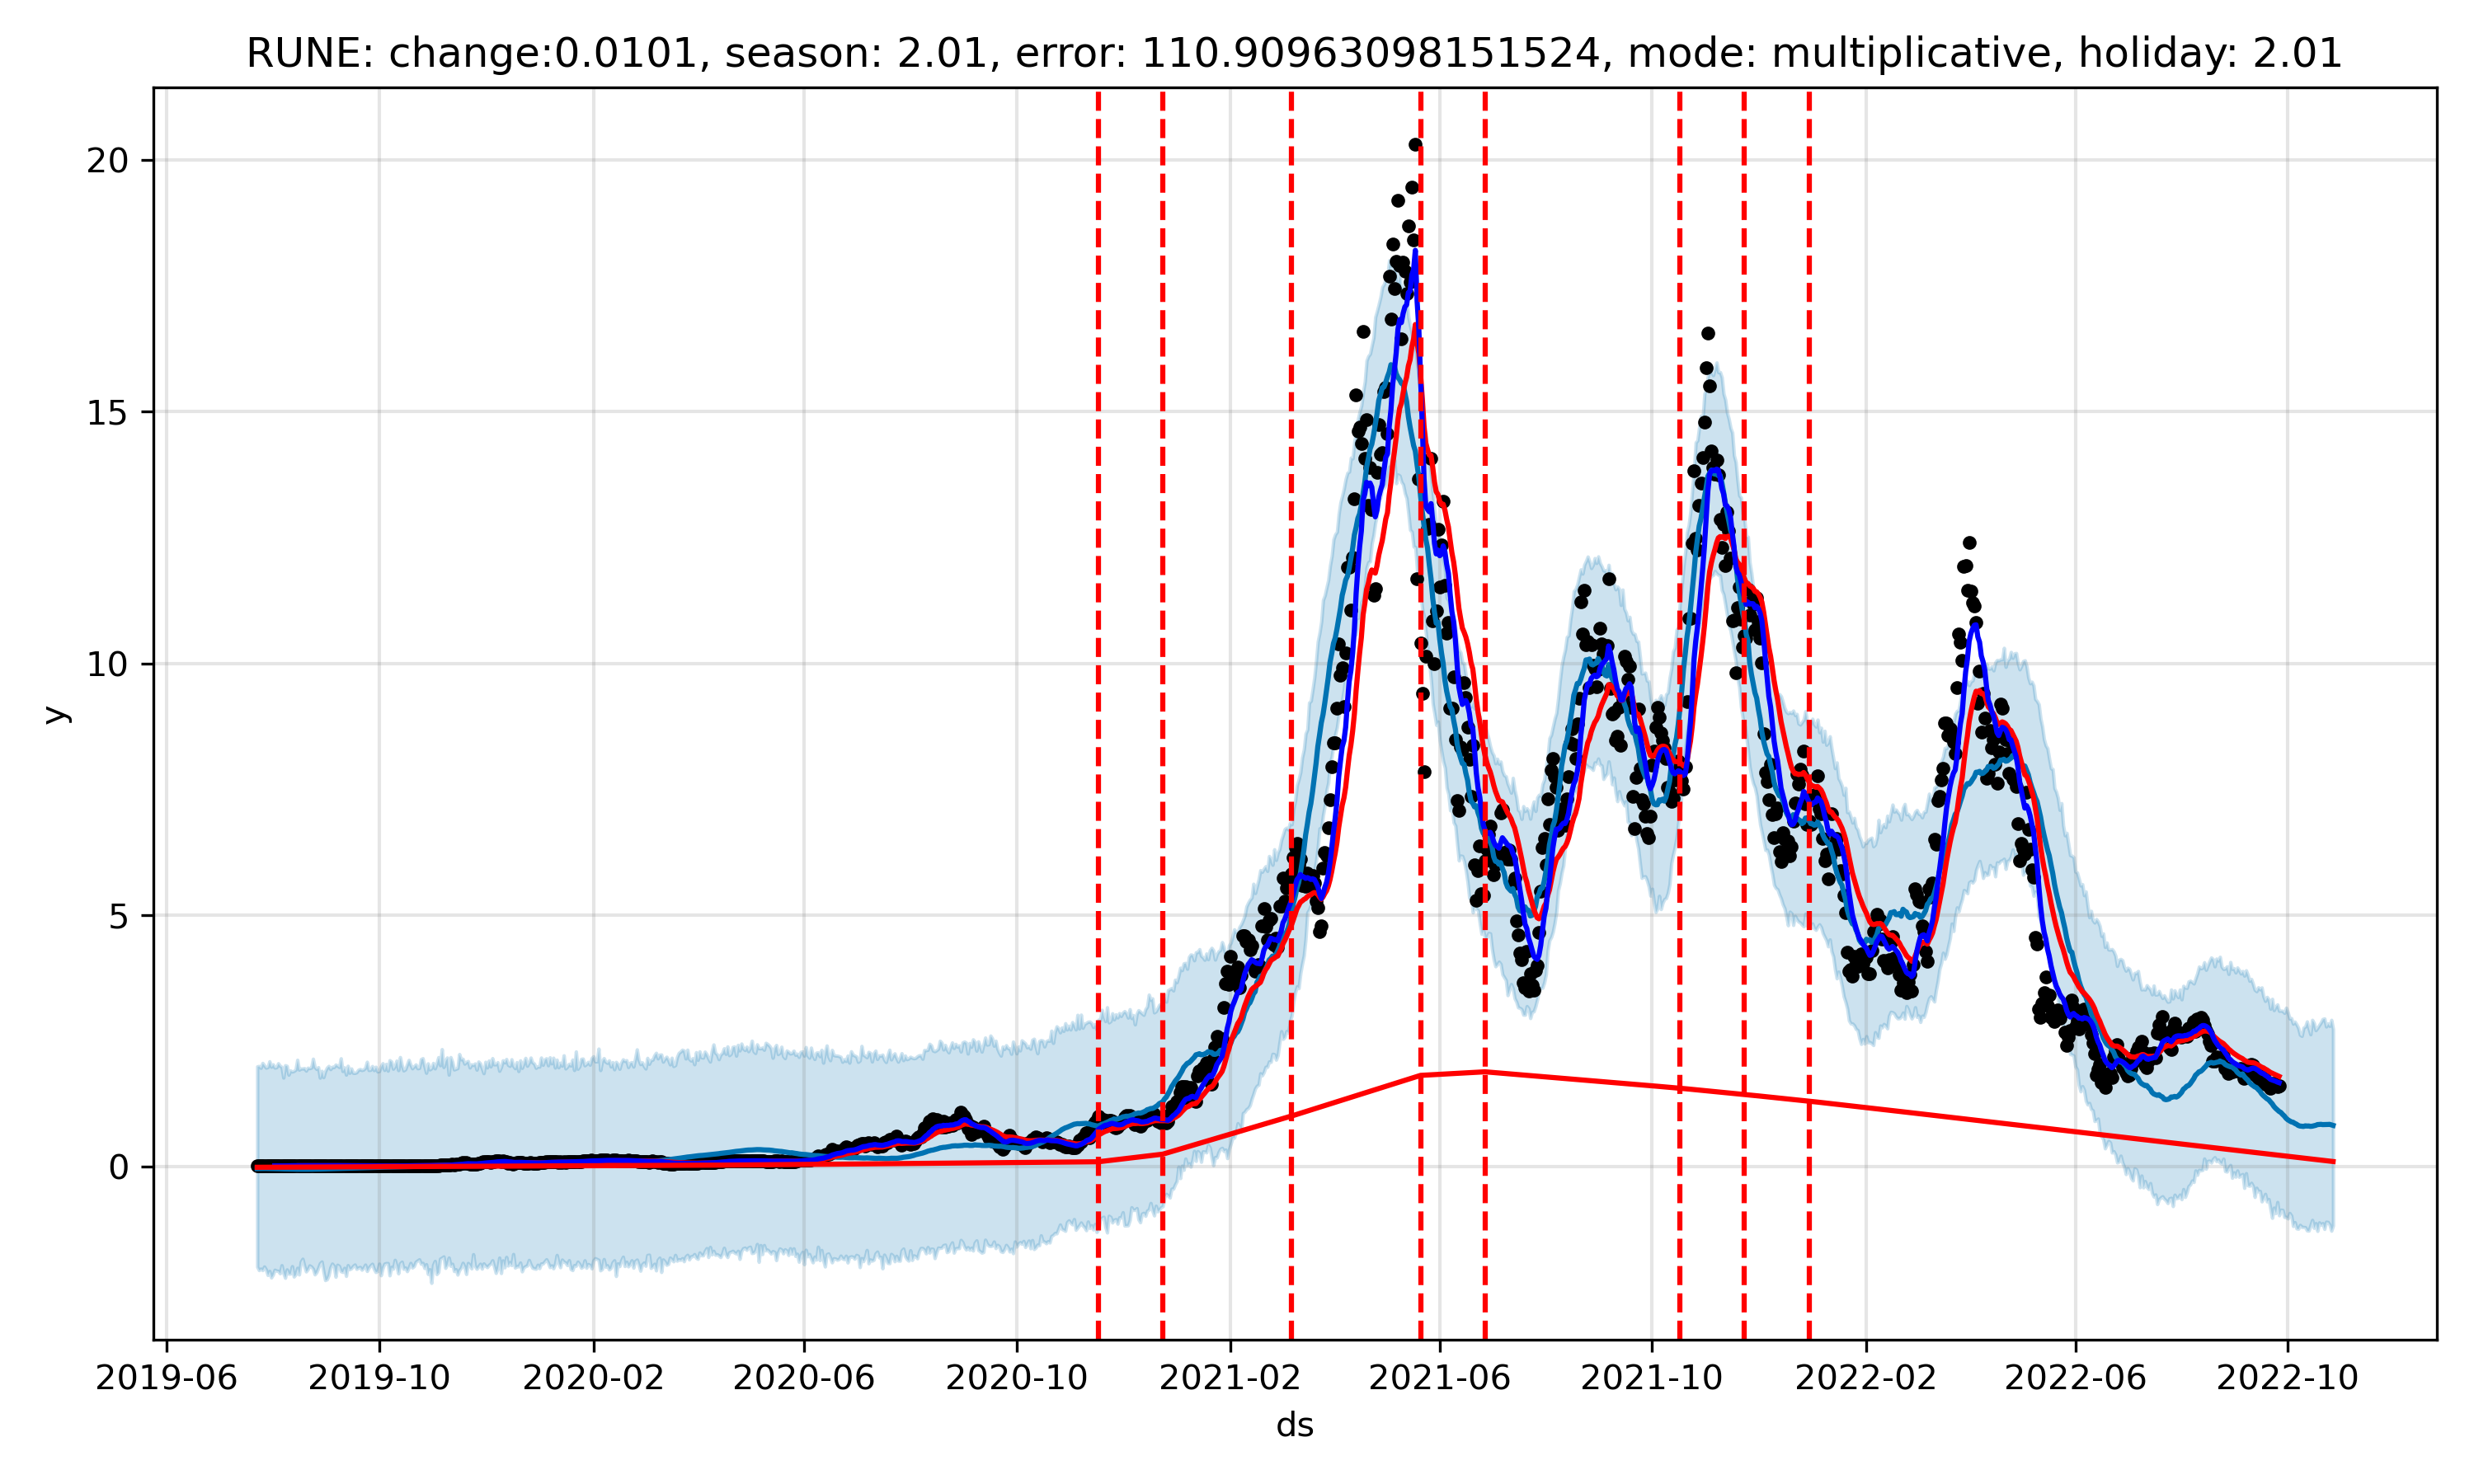 RUNE: change:0.0101, season: 2.01, error: 110.90963098151524, mode: multiplicative, holiday: 2.01
20
15
10
5
0
y
2019-06 2019-10 2020-02 2020-06 2020-10 2021-02 2021-06 2021-10 2022-02 2022-06 2022-10
ds